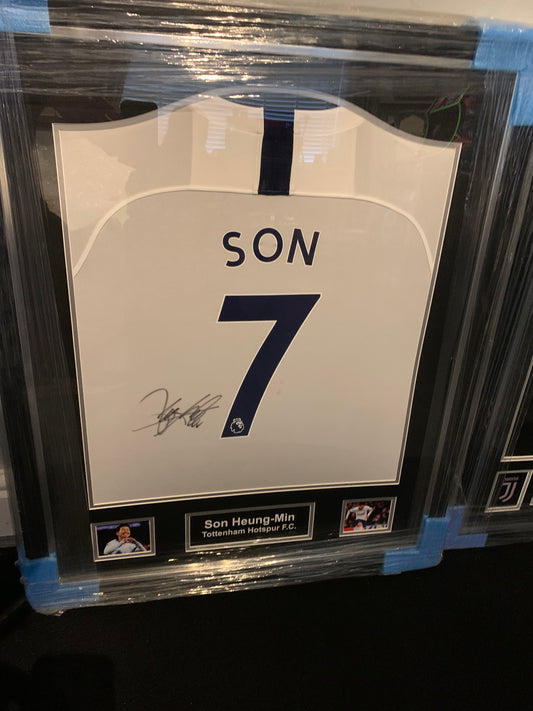 SON
7
Son Heung-Min
Tottenham Hotspur F.C.